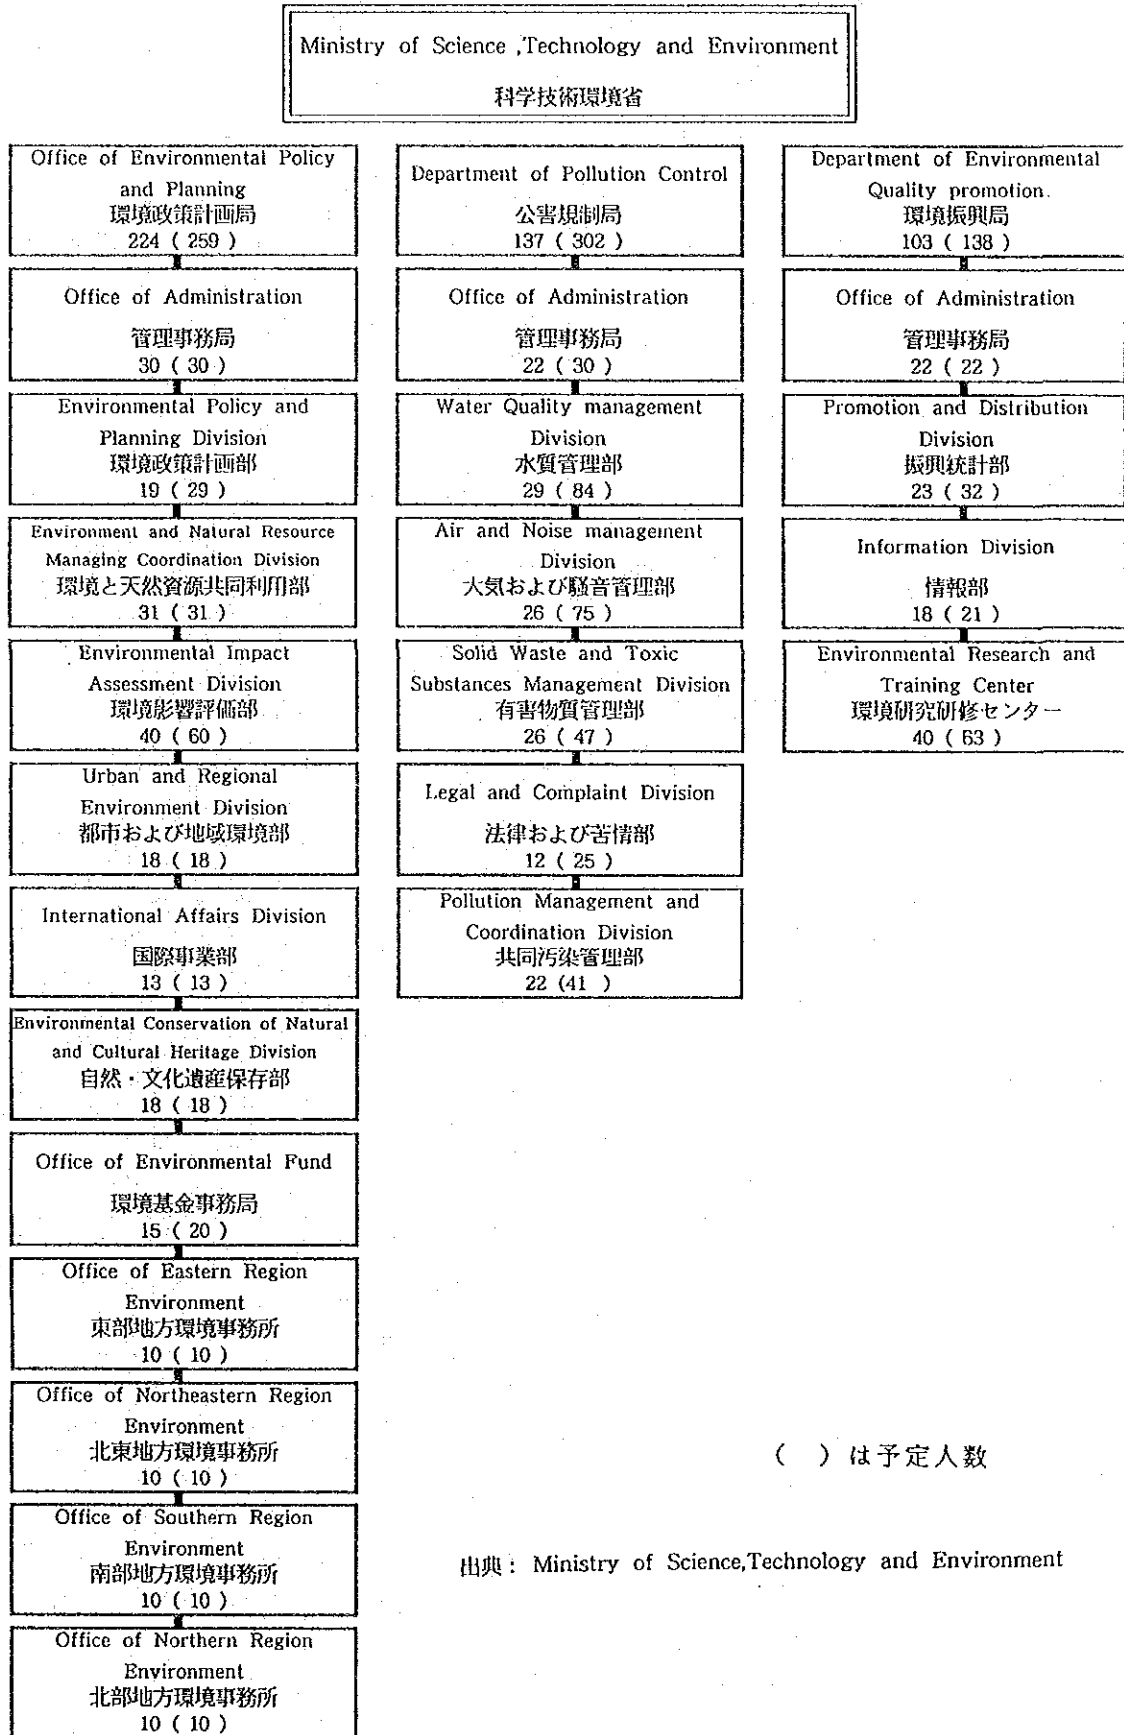 Ministry of Science ,Technology and Environment
科学技術環境省
Office of Environmental Policy
and Planning
環境政策計画局
224 ( 259 )
Office of Administration
管理事務局
30 ( 30 )
Environmental Policy and
Planning Division
環境政策計画部
19 ( 29 )
Environment and Natural Resource
Managing Coordination Division
環境と天然資源共同利用部
31 ( 31 )
Environmental Impact
Assessment Division
環境影響評価部
40 ( 60 )
Urban and Regional
Environment Division
都市および地域環境部
18 ( 18 )
International Affairs Division
国際事業部
13 ( 13 )
Environmental Conservation of Natural
and Cultural Heritage Division
自然・文化遺産保存部
18 ( 18 )
Office of Environmental Fund
環境基金事務局
15 ( 20 )
Office of Eastern Region
Environment
東部地方環境事務所
10 ( 10 )
Office of Northeastern Region
Environment
北東地方環境事務所
10 ( 10 )
Office of Southern Region
Environment
南部地方環境事務所
10 ( 10 )
Office of Northern Region
Environment
北部地方環境事務所
10 ( 10 )
Department of Pollution Control
公害規制局
137 ( 302 )
Office of Administration
管理事務局
22 ( 30 )
Water Quality management
Division
水質管理部
29 ( 84 )
Air and Noise management
Division
大気および騒音管理部
26 ( 75 )
Solid Waste and Toxic
Substances Management Division
有害物質管理部
26 ( 47 )
Legal and Complaint Division
法律および苦情部
12 ( 25 )
Pollution Management and
Coordination Division
共同汚染管理部
22 (41 )
Department of Environmental
Quality promotion.
環境振興局
103 ( 138 )
Office of Administration
管理事務局
22 ( 22 )
Promotion and Distribution
Division
振興統計部
23 ( 32 )
Information Division
情報部
18 ( 21 )
Environmental Research and
Training Center
環境研究研修センター
40 ( 63 )
( ) は予定人数
出典: Ministry of Science,Technology and Environment